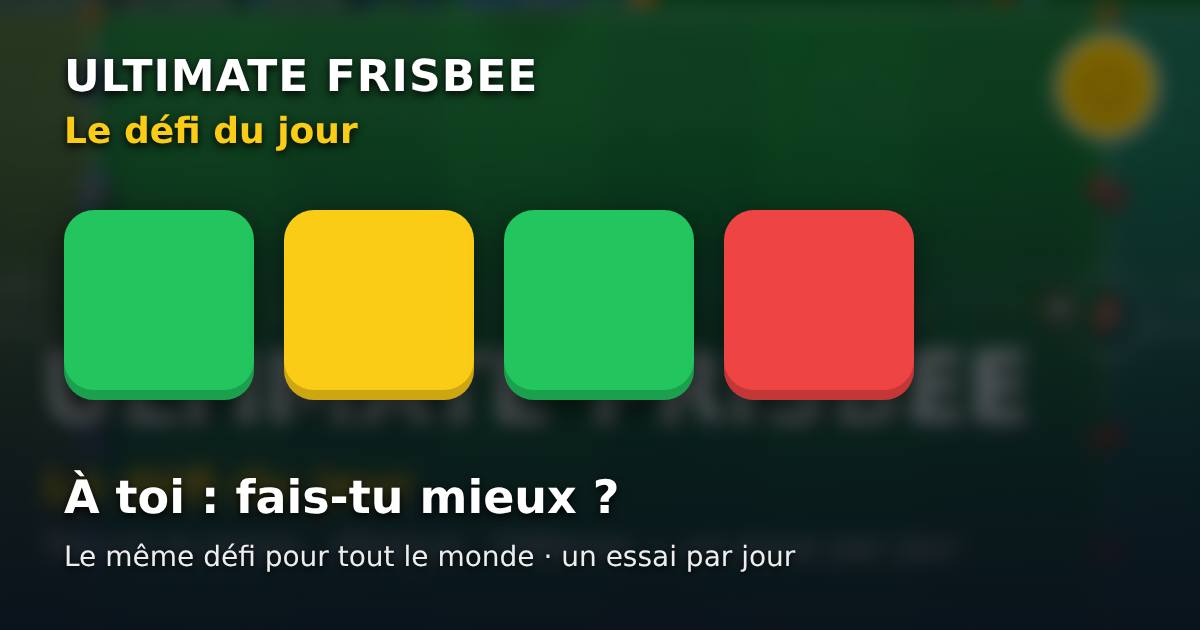 ULTIMATE FRISBEE
Le défi du jour
À toi : fais-tu mieux ?
Le même défi pour tout le monde · un essai par jour